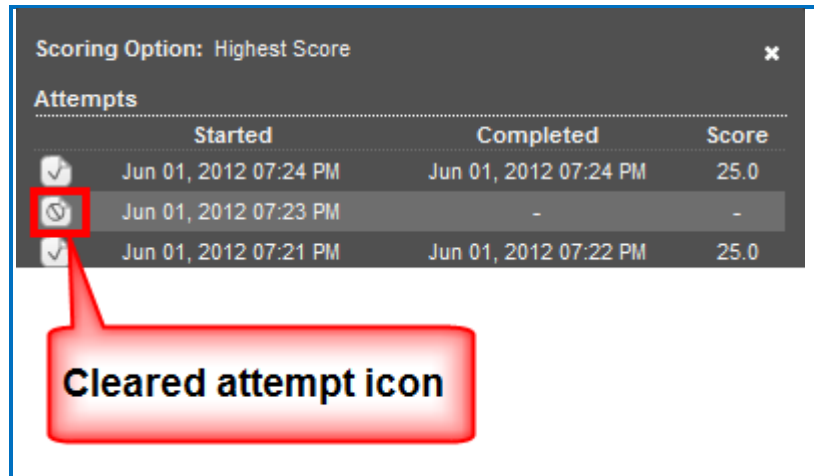 Scoring Option: Highest Score
Attempts
Started Completed Score
Jun 01, 2012 07:24 PM Jun 01, 2012 07:24 PM 25.0
Jun 01, 2012 07:23 PM - -
Jun 01, 2012 07:21 PM Jun 01, 2012 07:22 PM 25.0
Cleared attempt icon